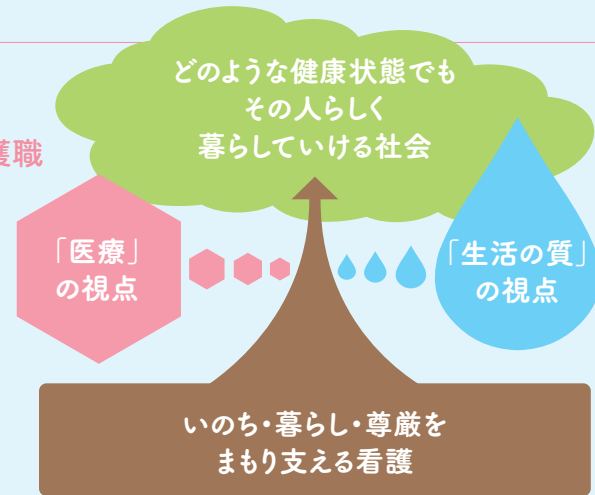 どのような健康状態でも
その人らしく
暮らしていける社会
護職
「医療」
の視点
「生活の質」
の視点
いのち・暮らし・尊厳を
まもり支える看護